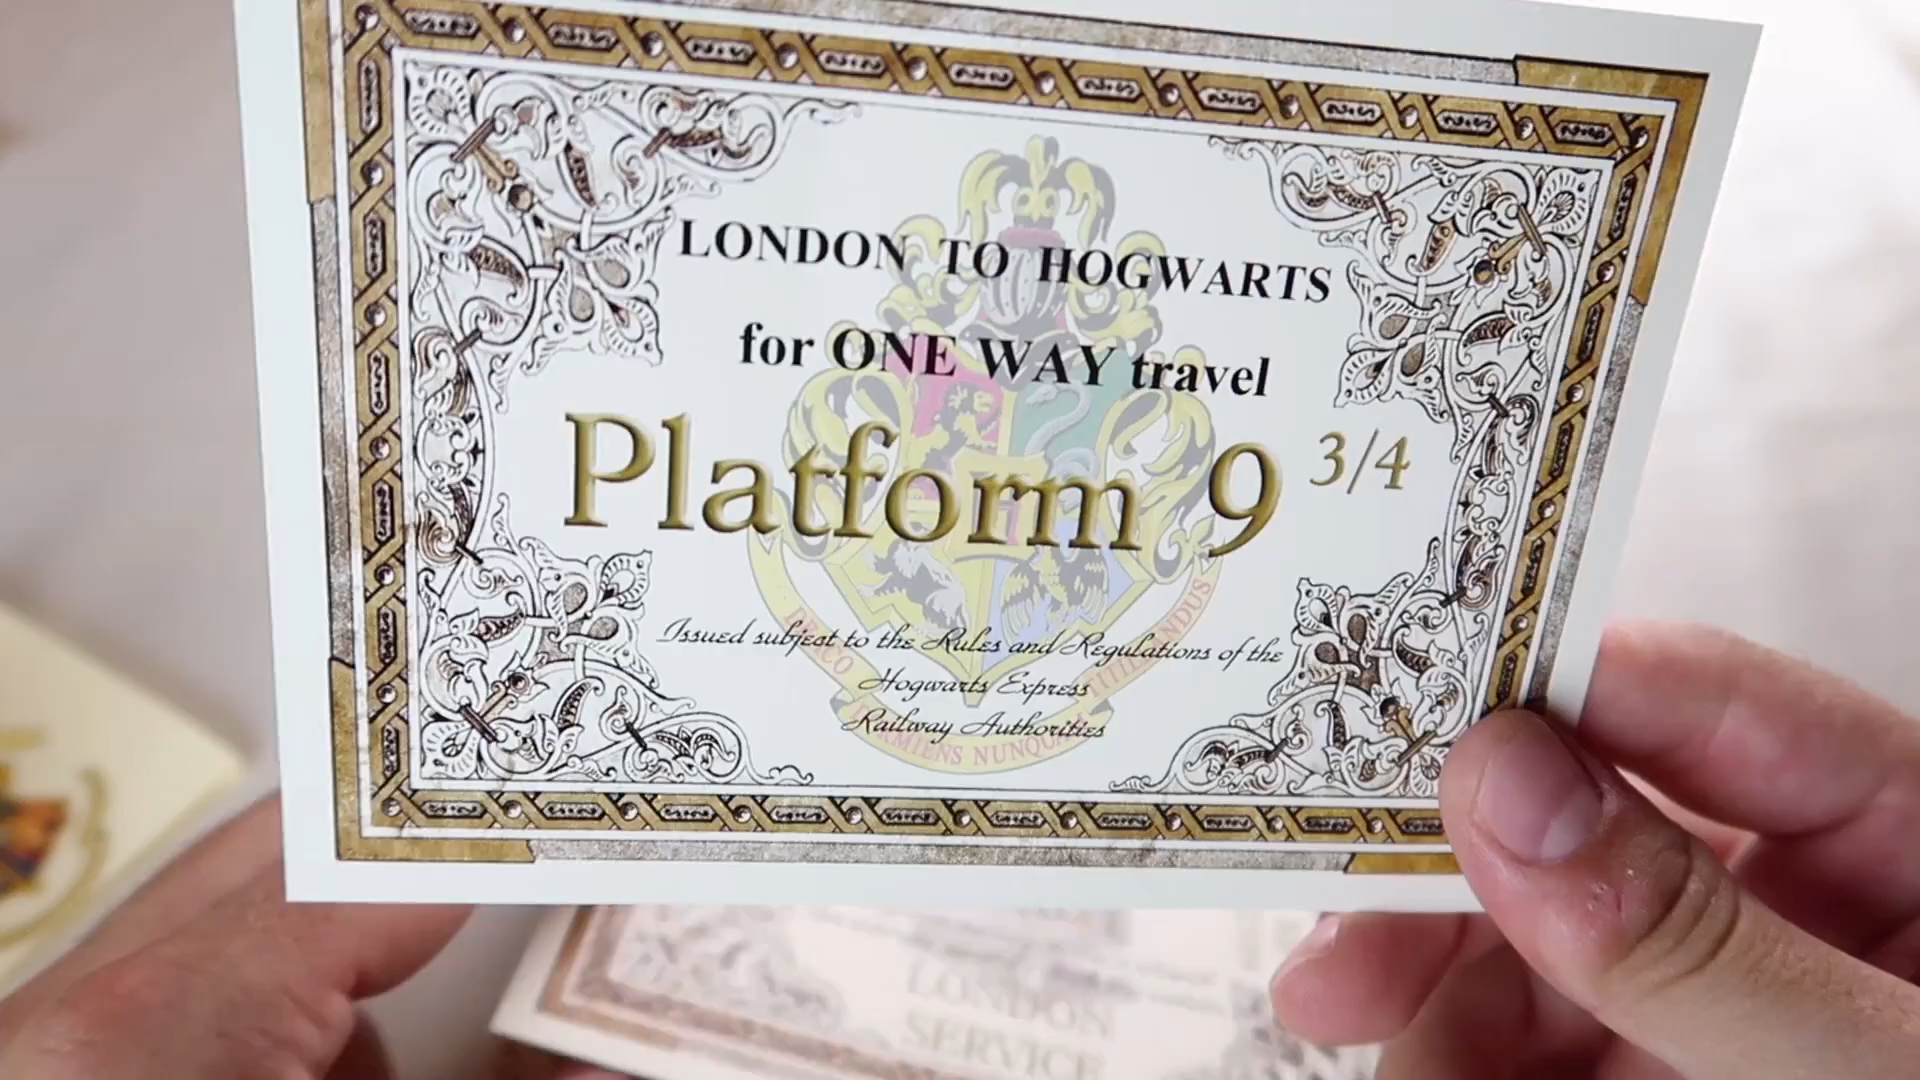 LONDON TO HOGWARTS
for ONE WAY travel
Platform 9 3/4
Issued subject to the Rules and Regulations of the
Hogwarts Express
Railway Authorities
NUNQUAM
LONDON
SERVICE